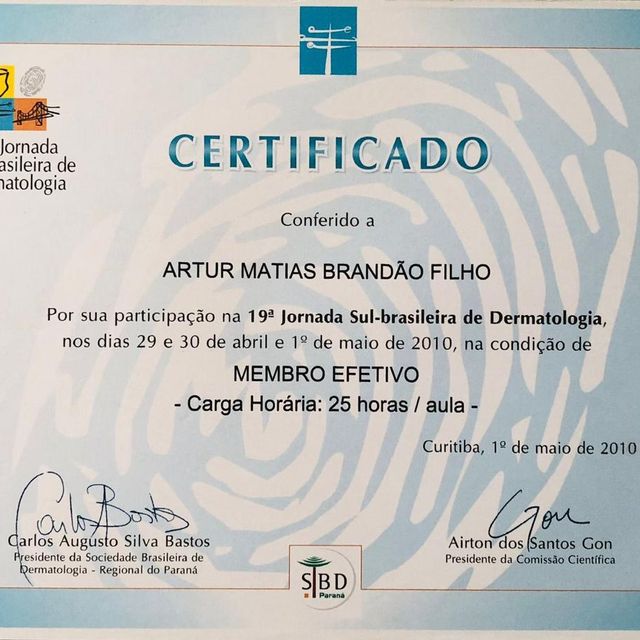 Jornada
asileira de
matologia
CERTIFICADO
Conferido a
ARTUR MATIAS BRANDÃO FILHO
Por sua participação na 19ª Jornada Sul-brasileira de Dermatologia,
nos dias 29 e 30 de abril e 1º de maio de 2010, na condição de
MEMBRO EFETIVO
- Carga Horária: 25 horas / aula -
Curitiba, 1º de maio de 2010
Carlos Bastos
Carlos Augusto Silva Bastos
Presidente da Sociedade Brasileira de
Dermatologia - Regional do Paraná
Gon
Airton dos Santos Gon
Presidente da Comissão Científica
SBD
Paraná